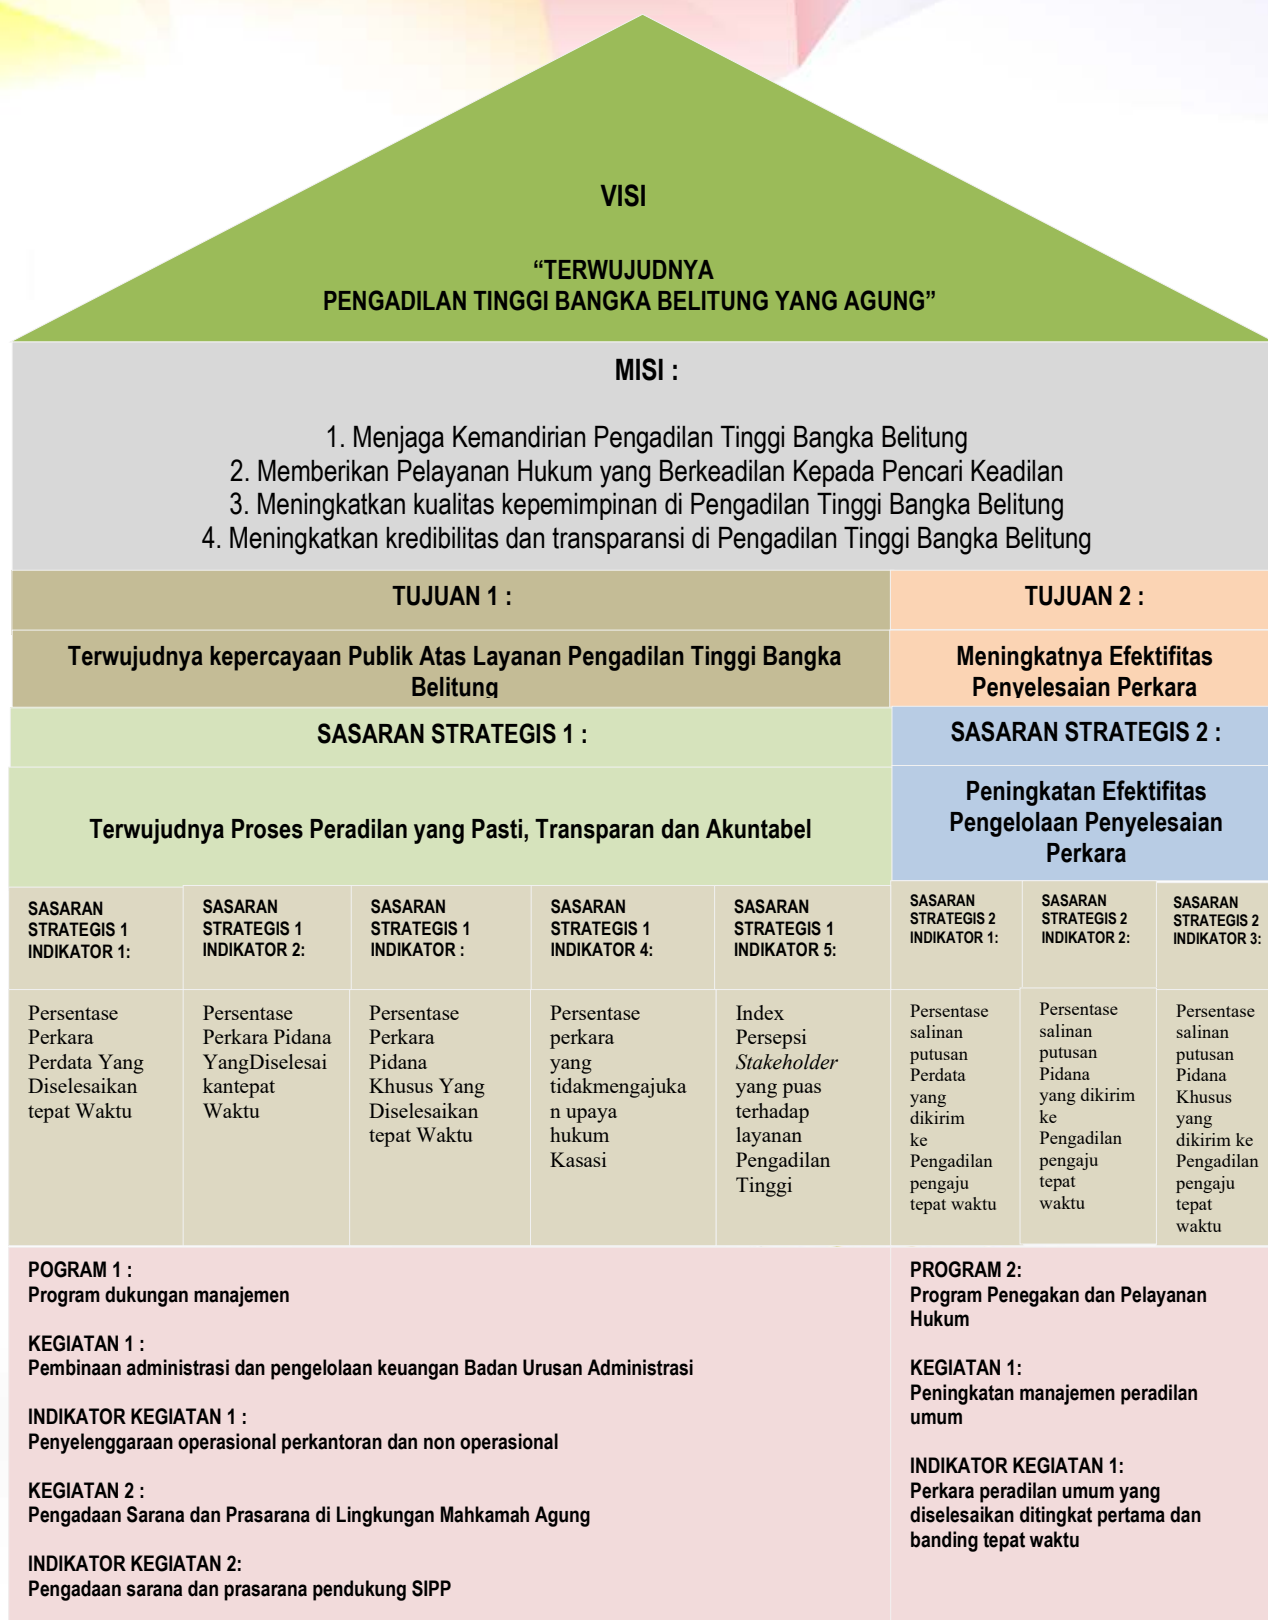 VISI
“TERWUJUDNYA
PENGADILAN TINGGI BANGKA BELITUNG YANG AGUNG”
MISI :
1. Menjaga Kemandirian Pengadilan Tinggi Bangka Belitung
2. Memberikan Pelayanan Hukum yang Berkeadilan Kepada Pencari Keadilan
3. Meningkatkan kualitas kepemimpinan di Pengadilan Tinggi Bangka Belitung
4. Meningkatkan kredibilitas dan transparansi di Pengadilan Tinggi Bangka Belitung
TUJUAN 1 :
Terwujudnya kepercayaan Publik Atas Layanan Pengadilan Tinggi Bangka
Belitung
TUJUAN 2 :
Meningkatnya Efektifitas
Penyelesaian Perkara
SASARAN STRATEGIS 1 :
Terwujudnya Proses Peradilan yang Pasti, Transparan dan Akuntabel
SASARAN STRATEGIS 2 :
Peningkatan Efektifitas
Pengelolaan Penyelesaian
Perkara
SASARAN
STRATEGIS 1
INDIKATOR 1:
Persentase
Perkara
Perdata Yang
Diselesaikan
tepat Waktu
SASARAN
STRATEGIS 1
INDIKATOR 2:
Persentase
Perkara Pidana
YangDiselesai
kantepat
Waktu
SASARAN
STRATEGIS 1
INDIKATOR :
Persentase
Perkara
Pidana
Khusus Yang
Diselesaikan
tepat Waktu
SASARAN
STRATEGIS 1
INDIKATOR 4:
Persentase
perkara
yang
tidakmengajuka
n upaya
hukum
Kasasi
SASARAN
STRATEGIS 1
INDIKATOR 5:
Index
Persepsi
Stakeholder
yang puas
terhadap
layanan
Pengadilan
Tinggi
SASARAN
STRATEGIS 2
INDIKATOR 1:
Persentase
salinan
putusan
Perdata
yang
dikirim
ke
Pengadilan
pengaju
tepat waktu
SASARAN
STRATEGIS 2
INDIKATOR 2:
Persentase
salinan
putusan
Pidana
yang dikirim
ke
Pengadilan
pengaju
tepat
waktu
SASARAN
STRATEGIS 2
INDIKATOR 3:
Persentase
salinan
putusan
Pidana
Khusus
yang
dikirim ke
Pengadilan
pengaju
tepat
waktu
POGRAM 1 :
Program dukungan manajemen
KEGIATAN 1 :
Pembinaan administrasi dan pengelolaan keuangan Badan Urusan Administrasi
INDIKATOR KEGIATAN 1 :
Penyelenggaraan operasional perkantoran dan non operasional
KEGIATAN 2 :
Pengadaan Sarana dan Prasarana di Lingkungan Mahkamah Agung
INDIKATOR KEGIATAN 2:
Pengadaan sarana dan prasarana pendukung SIPP
PROGRAM 2:
Program Penegakan dan Pelayanan
Hukum
KEGIATAN 1:
Peningkatan manajemen peradilan
umum
INDIKATOR KEGIATAN 1:
Perkara peradilan umum yang
diselesaikan ditingkat pertama dan
banding tepat waktu